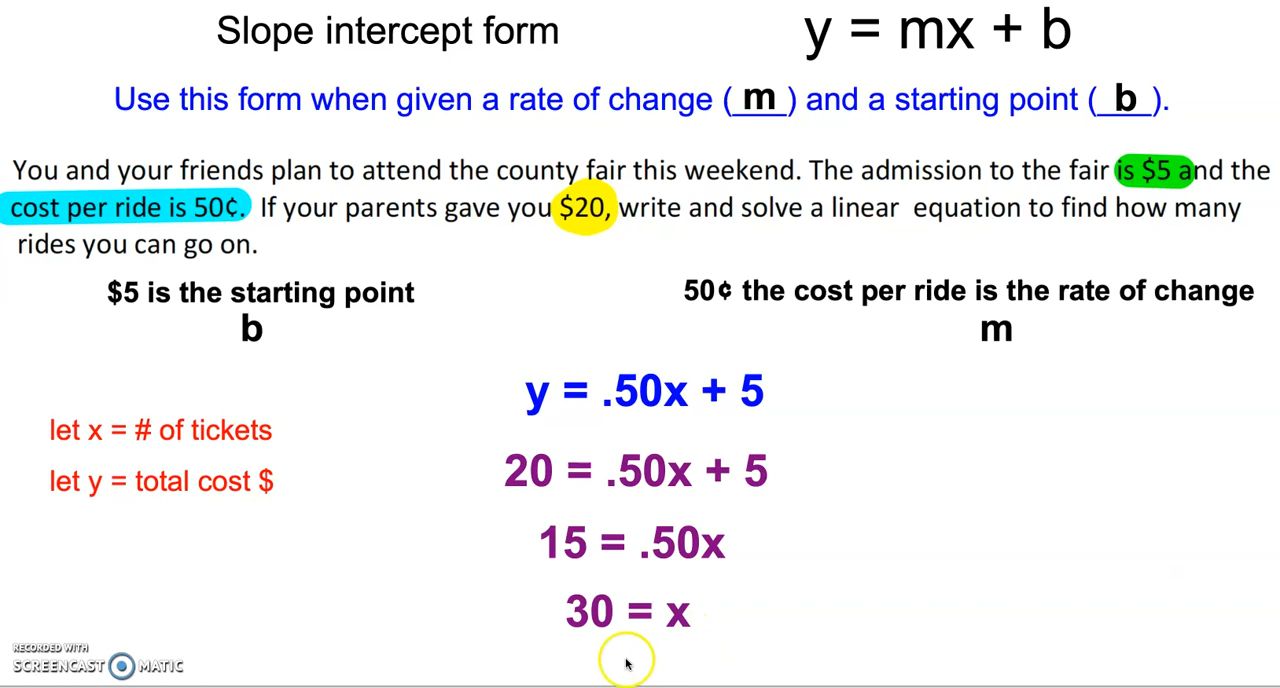 Slope intercept form
y = mx + b
Use this form when given a rate of change (__m__) and a starting point (__b__).
You and your friends plan to attend the county fair this weekend. The admission to the fair is $5 and the
cost per ride is 50¢. If your parents gave you $20, write and solve a linear equation to find how many
rides you can go on.
$5 is the starting point
b
50¢ the cost per ride is the rate of change
m
y = .50x + 5
let x = # of tickets
let y = total cost $
20 = .50x + 5
15 = .50x
30 = x
RECORDED WITH
SCREENCAST MATIC